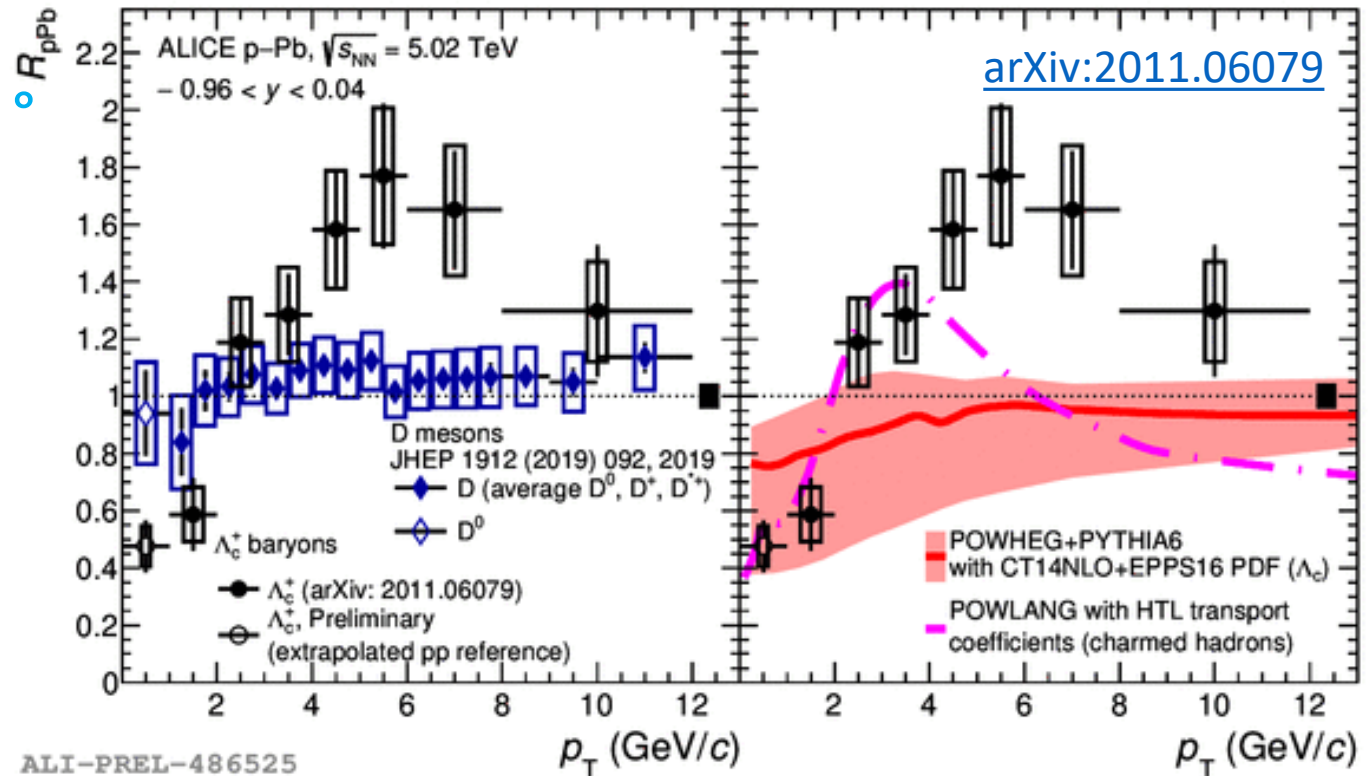 R_pPb
ALICE p–Pb, √s_NN = 5.02 TeV
– 0.96 < y < 0.04
arXiv:2011.06079
2.2
2
1.8
1.6
1.4
1.2
1
0.8
0.6
0.4
0.2
0
D mesons
JHEP 1912 (2019) 092, 2019
D (average D⁰, D⁺, D*⁺)
D⁰
Λc⁺ baryons
Λc⁺ (arXiv: 2011.06079)
Λc⁺, Preliminary
(extrapolated pp reference)
POWHEG+PYTHIA6
with CT14NLO+EPPS16 PDF (Λc)
POWLANG with HTL transport
coefficients (charmed hadrons)
2 4 6 8 10 12
2 4 6 8 10 12
p_T (GeV/c)
p_T (GeV/c)
ALI-PREL-486525